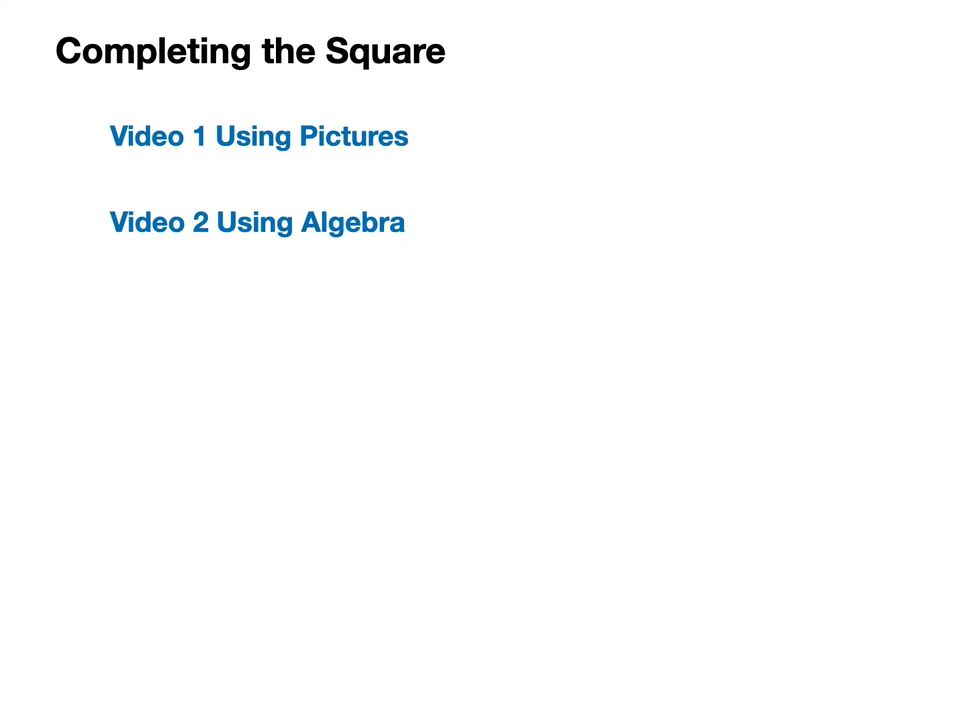 Completing the Square
Video 1 Using Pictures
Video 2 Using Algebra